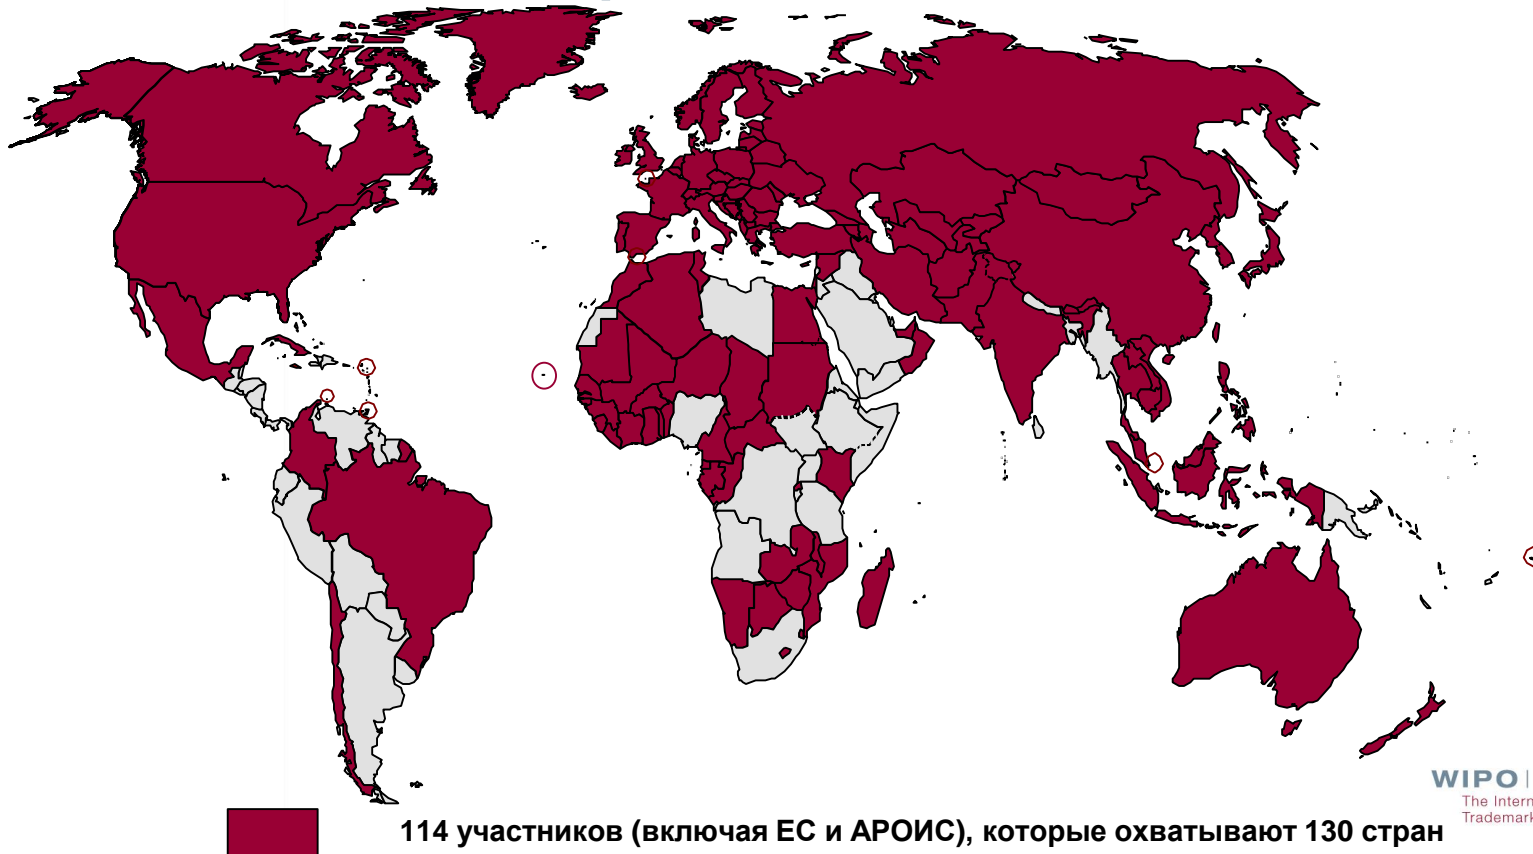 WIPO
The Intern
Trademark
114 участников (включая ЕС и АРОИС), которые охватывают 130 стран